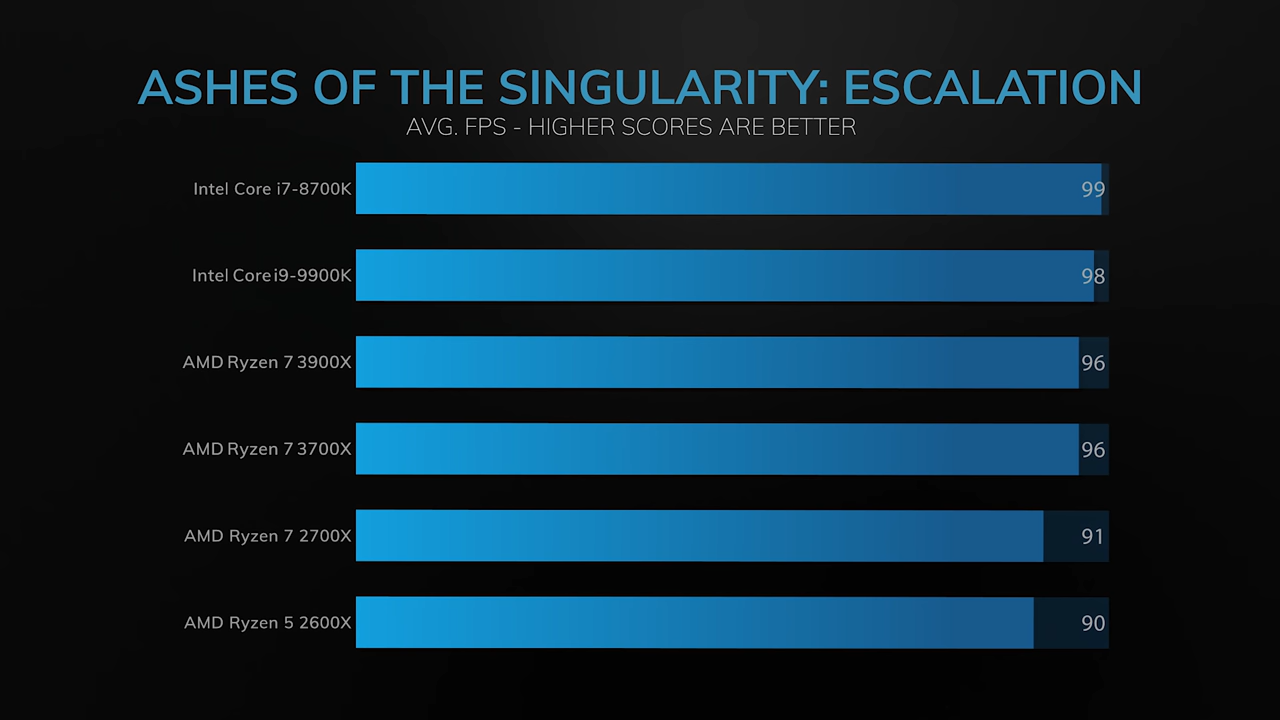 ASHES OF THE SINGULARITY: ESCALATION
AVG. FPS - HIGHER SCORES ARE BETTER
Intel Core i7-8700K 99
Intel Core i9-9900K 98
AMD Ryzen 7 3900X 96
AMD Ryzen 7 3700X 96
AMD Ryzen 7 2700X 91
AMD Ryzen 5 2600X 90